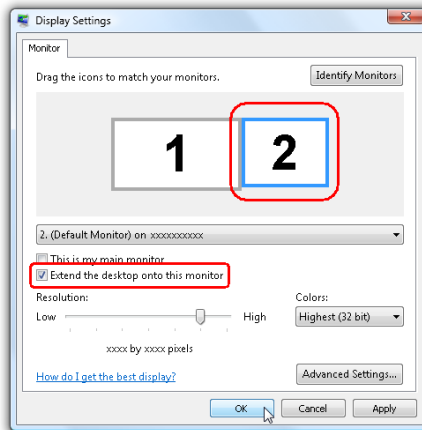 Display Settings
Monitor
Drag the icons to match your monitors.
Identify Monitors
1
2
2. (Default Monitor) on xxxxxxxxxx
This is my main monitor
Extend the desktop onto this monitor
Resolution:
Colors:
Low
High
Highest (32 bit)
xxxx by xxxx pixels
How do I get the best display?
Advanced Settings...
OK
Cancel
Apply